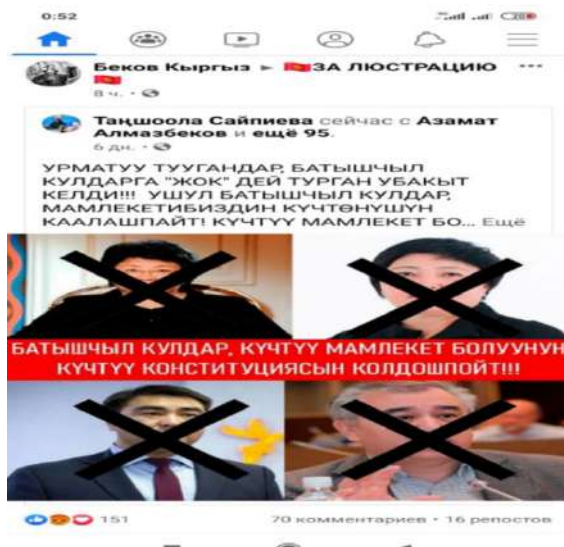 0:52
Беков Кыргыз ► 🇰🇬ЗА ЛЮСТРАЦИЮ
🇰🇬
8 ч. ·
Таңшоола Сайпиева сейчас с Азамат
Алмазбеков и ещё 95.
6 дн. ·
УРМАТУУ ТУУГАНДАР, БАТЫШЧЫЛ
КУЛДАРГА "ЖОК" ДЕЙ ТУРГАН УБАКЫТ
КЕЛДИ!!! УШУЛ БАТЫШЧЫЛ КУЛДАР,
МАМЛЕКЕТИБИЗДИН КҮЧТӨНҮШҮН
КААЛАШПАЙТ! КҮЧТҮҮ МАМЛЕКЕТ БО... Ещё
БАТЫШЧЫЛ КУЛДАР, КҮЧТҮҮ МАМЛЕКЕТ БОЛУУНУН
КҮЧТҮҮ КОНСТИТУЦИЯСЫН КОЛДОШПОЙТ!!!
151
70 комментариев · 16 репостов